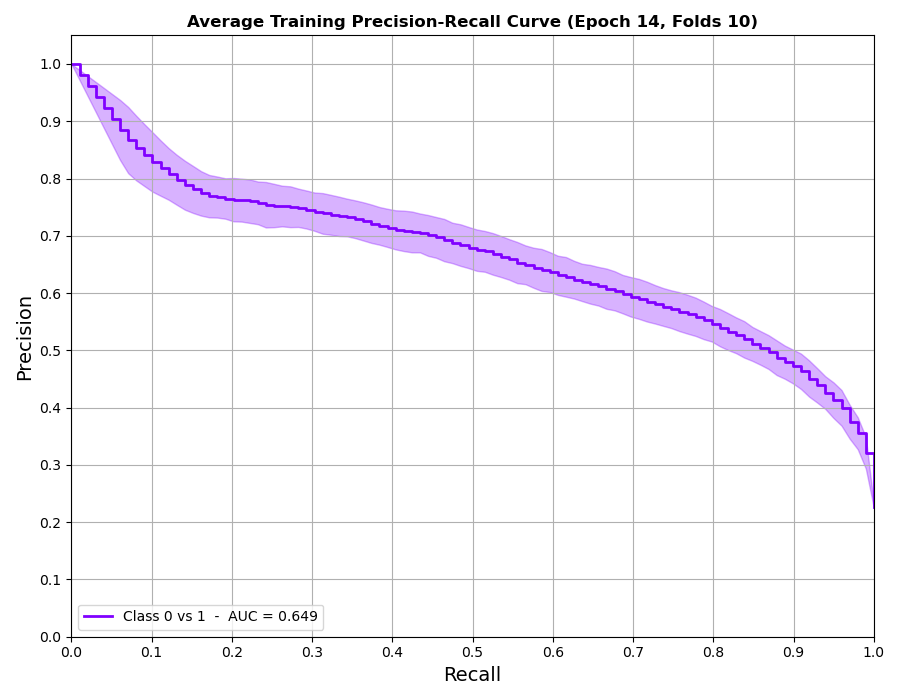 Average Training Precision-Recall Curve (Epoch 14, Folds 10)
Precision
1.0
0.9
0.8
0.7
0.6
0.5
0.4
0.3
0.2
0.1
0.0
Class 0 vs 1 - AUC = 0.649
0.0 0.1 0.2 0.3 0.4 0.5 0.6 0.7 0.8 0.9 1.0
Recall